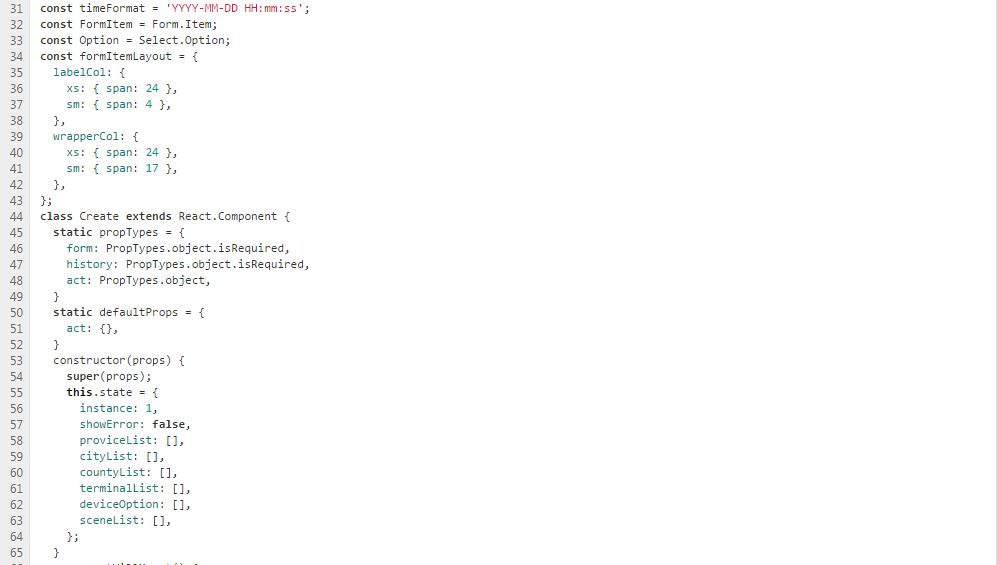 31 const timeFormat = 'YYYY-MM-DD HH:mm:ss';
32 const FormItem = Form.Item;
33 const Option = Select.Option;
34 const formItemLayout = {
35   labelCol: {
36     xs: { span: 24 },
37     sm: { span: 4 },
38   },
39   wrapperCol: {
40     xs: { span: 24 },
41     sm: { span: 17 },
42   },
43 };
44 class Create extends React.Component {
45   static propTypes = {
46     form: PropTypes.object.isRequired,
47     history: PropTypes.object.isRequired,
48     act: PropTypes.object,
49   }
50   static defaultProps = {
51     act: {},
52   }
53   constructor(props) {
54     super(props);
55     this.state = {
56       instance: 1,
57       showError: false,
58       proviceList: [],
59       cityList: [],
60       countyList: [],
61       terminalList: [],
62       deviceOption: [],
63       sceneList: [],
64     };
65   }